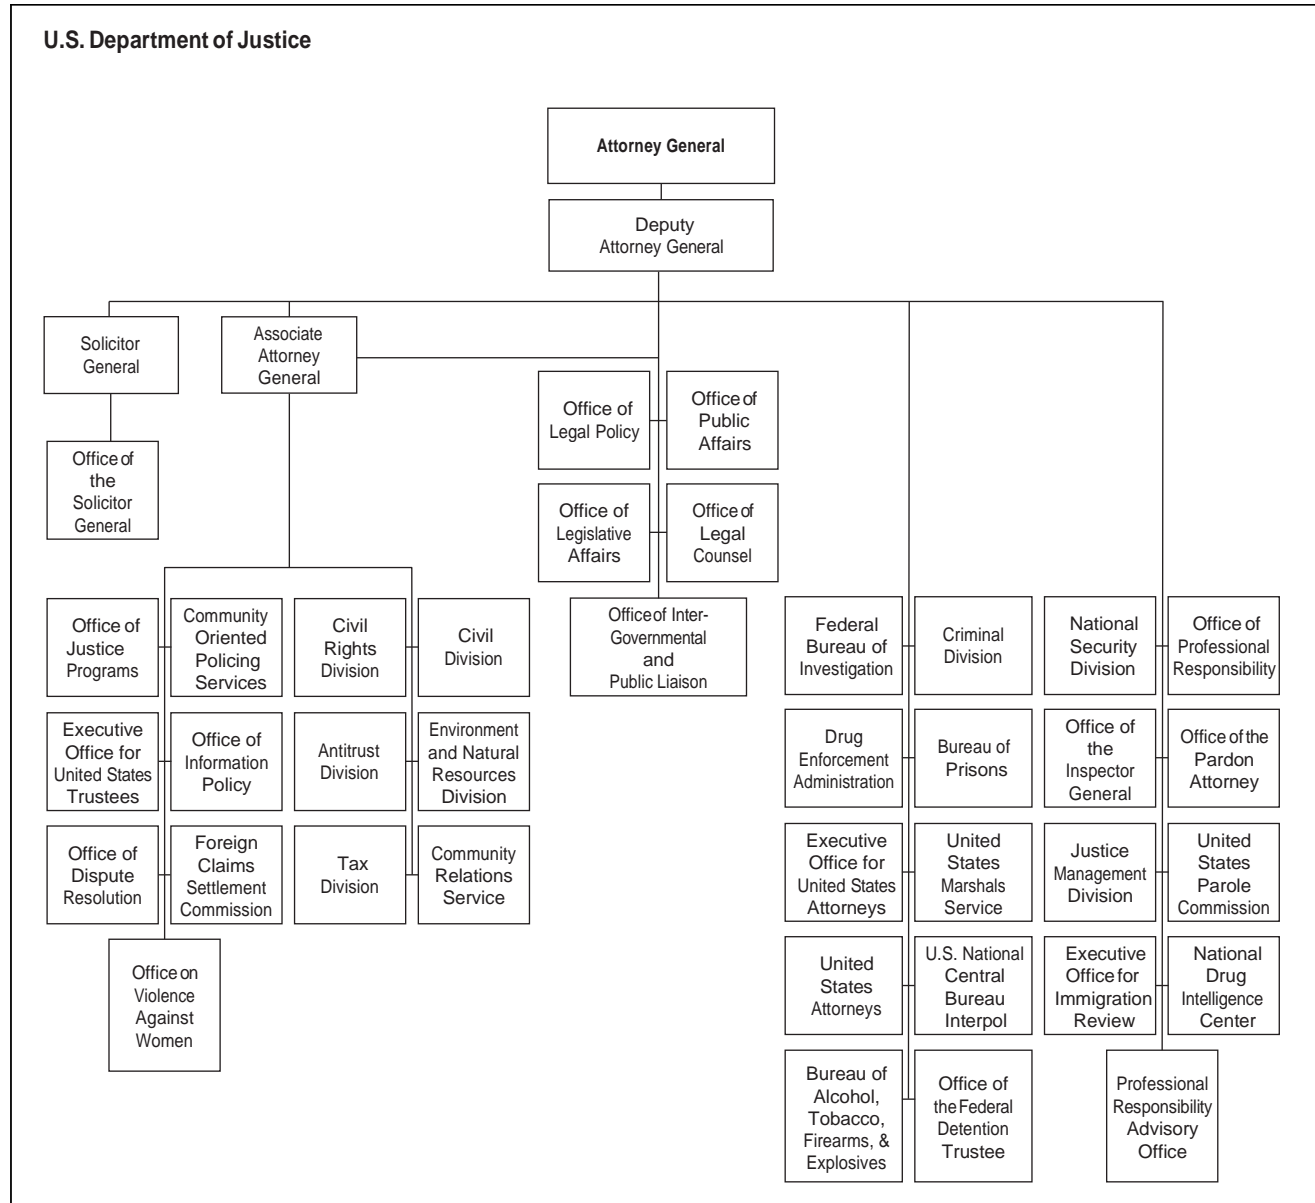 U.S. Department of Justice
Attorney General
Deputy
Attorney General
Solicitor
General
Associate
Attorney
General
Office of
the
Solicitor
General
Office of
Legal Policy
Office of
Public
Affairs
Office of
Legislative
Affairs
Office of
Legal
Counsel
Office of Inter-
Governmental
and
Public Liaison
Office of
Justice
Programs
Community
Oriented
Policing
Services
Civil
Rights
Division
Civil
Division
Executive
Office for
United States
Trustees
Office of
Information
Policy
Antitrust
Division
Environment
and Natural
Resources
Division
Office of
Dispute
Resolution
Foreign
Claims
Settlement
Commission
Tax
Division
Community
Relations
Service
Office on
Violence
Against
Women
Federal
Bureau of
Investigation
Criminal
Division
National
Security
Division
Office of
Professional
Responsibility
Drug
Enforcement
Administration
Bureau of
Prisons
Office of
the
Inspector
General
Office of the
Pardon
Attorney
Executive
Office for
United States
Attorneys
United
States
Marshals
Service
Justice
Management
Division
United
States
Parole
Commission
United
States
Attorneys
U.S. National
Central
Bureau
Interpol
Executive
Office for
Immigration
Review
National
Drug
Intelligence
Center
Bureau of
Alcohol,
Tobacco,
Firearms, &
Explosives
Office of
the Federal
Detention
Trustee
Professional
Responsibility
Advisory
Office